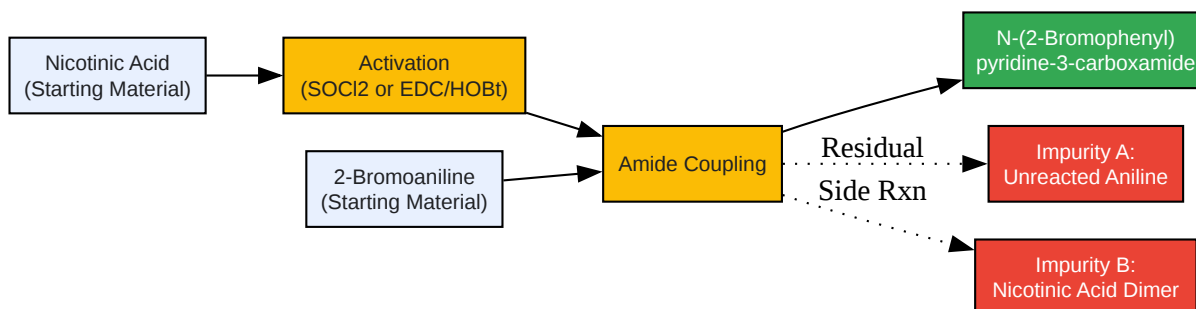 Nicotinic Acid
(Starting Material)
Activation
(SOCl2 or EDC/HOBt)
2-Bromoaniline
(Starting Material)
Amide Coupling
Residual
Side Rxn
N-(2-Bromophenyl)
pyridine-3-carboxamide
Impurity A:
Unreacted Aniline
Impurity B:
Nicotinic Acid Dimer